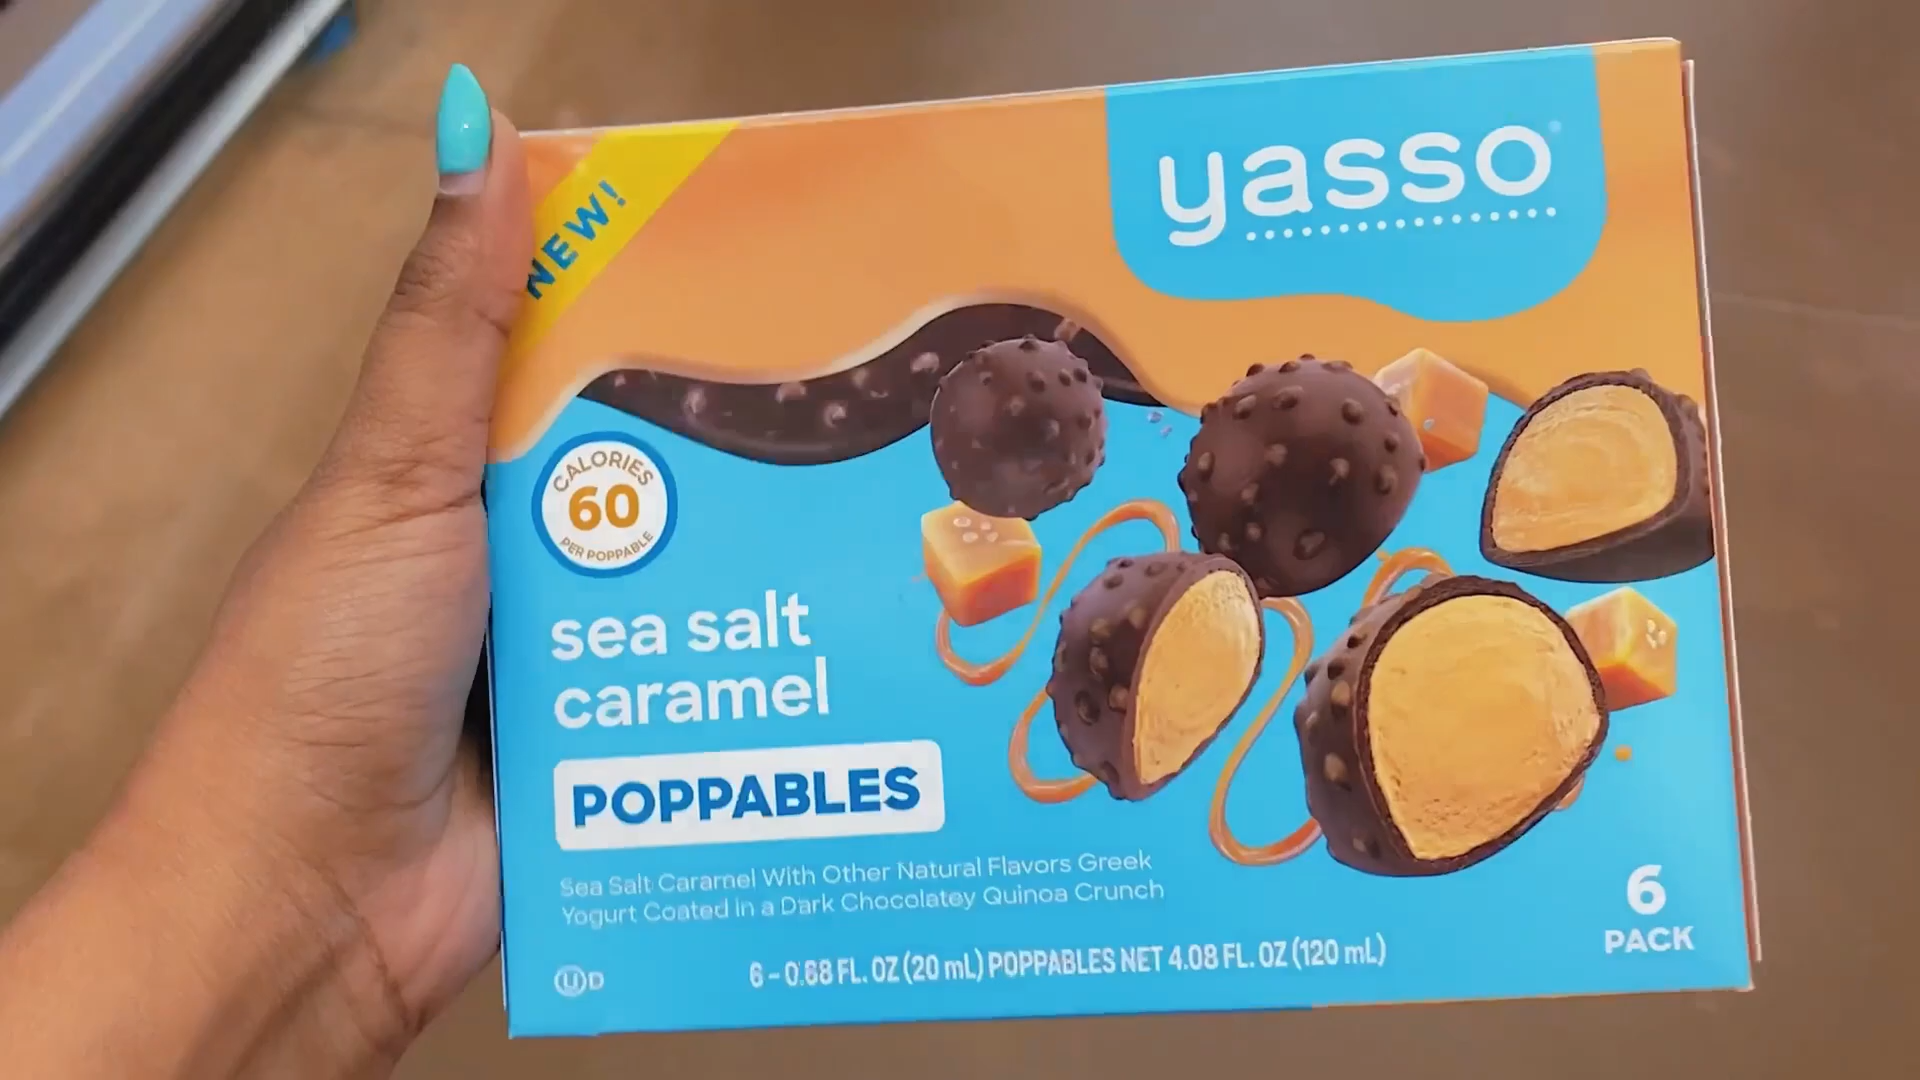 NEW!
yasso
CALORIES
60
PER POPPABLE
sea salt
caramel
POPPABLES
Sea Salt Caramel With Other Natural Flavors Greek
Yogurt Coated in a Dark Chocolatey Quinoa Crunch
6 - 0.68 FL. OZ (20 mL) POPPABLES NET 4.08 FL. OZ (120 mL)
6
PACK
U D